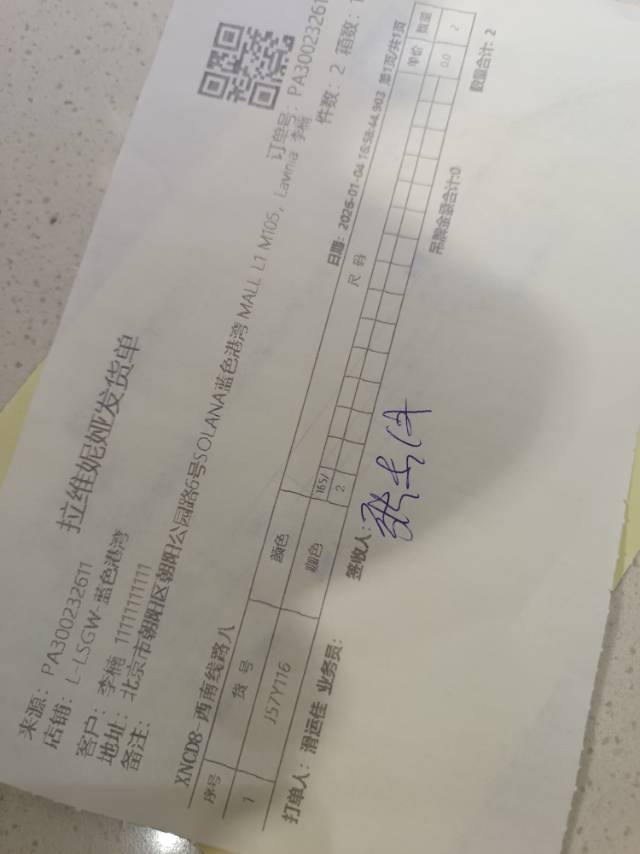 拉维妮娅发货单
来源：PA300232611
店铺：L-LSGW-蓝色港湾
客户：李楠 11111111111
地址：北京市朝阳区朝阳公园路6号SOLANA蓝色港湾 MALL L1 M105，Lavinia 李楠
备注：
订单号：PA30023261
件数：2 箱数：1
XNCD8-西南线路八
日期：2026-01-04 16:58:44.903 第1页/共1页
序号 货号 颜色 尺码 单价 数量
165/
1 J57Y116 咖色 2 0.0 2
吊牌金额合计:0 数量合计: 2
打单人：滑运佳 业务员： 签收人：